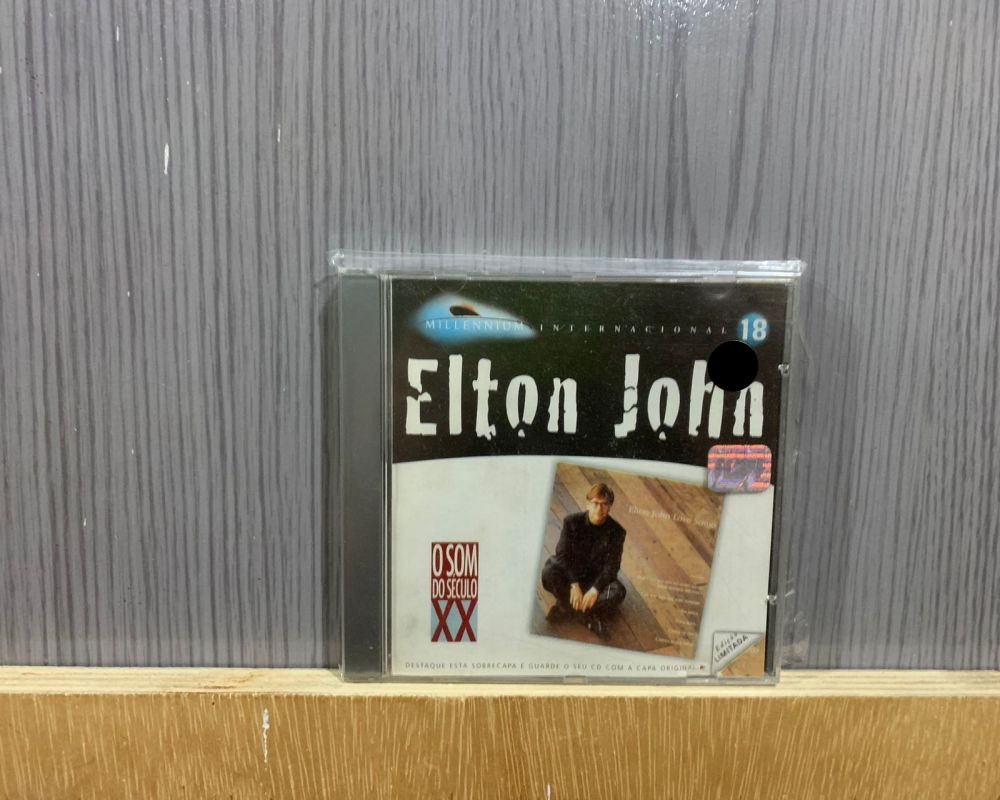 MILLENNIUM INTERNACIONAL 18
Elton John
Elton John Love Songs
O SOM
DO SÉCULO
XX
Edição
LIMITADA
DESTAQUE ESTA SOBRECAPA E GUARDE O SEU CD COM A CAPA ORIGINAL